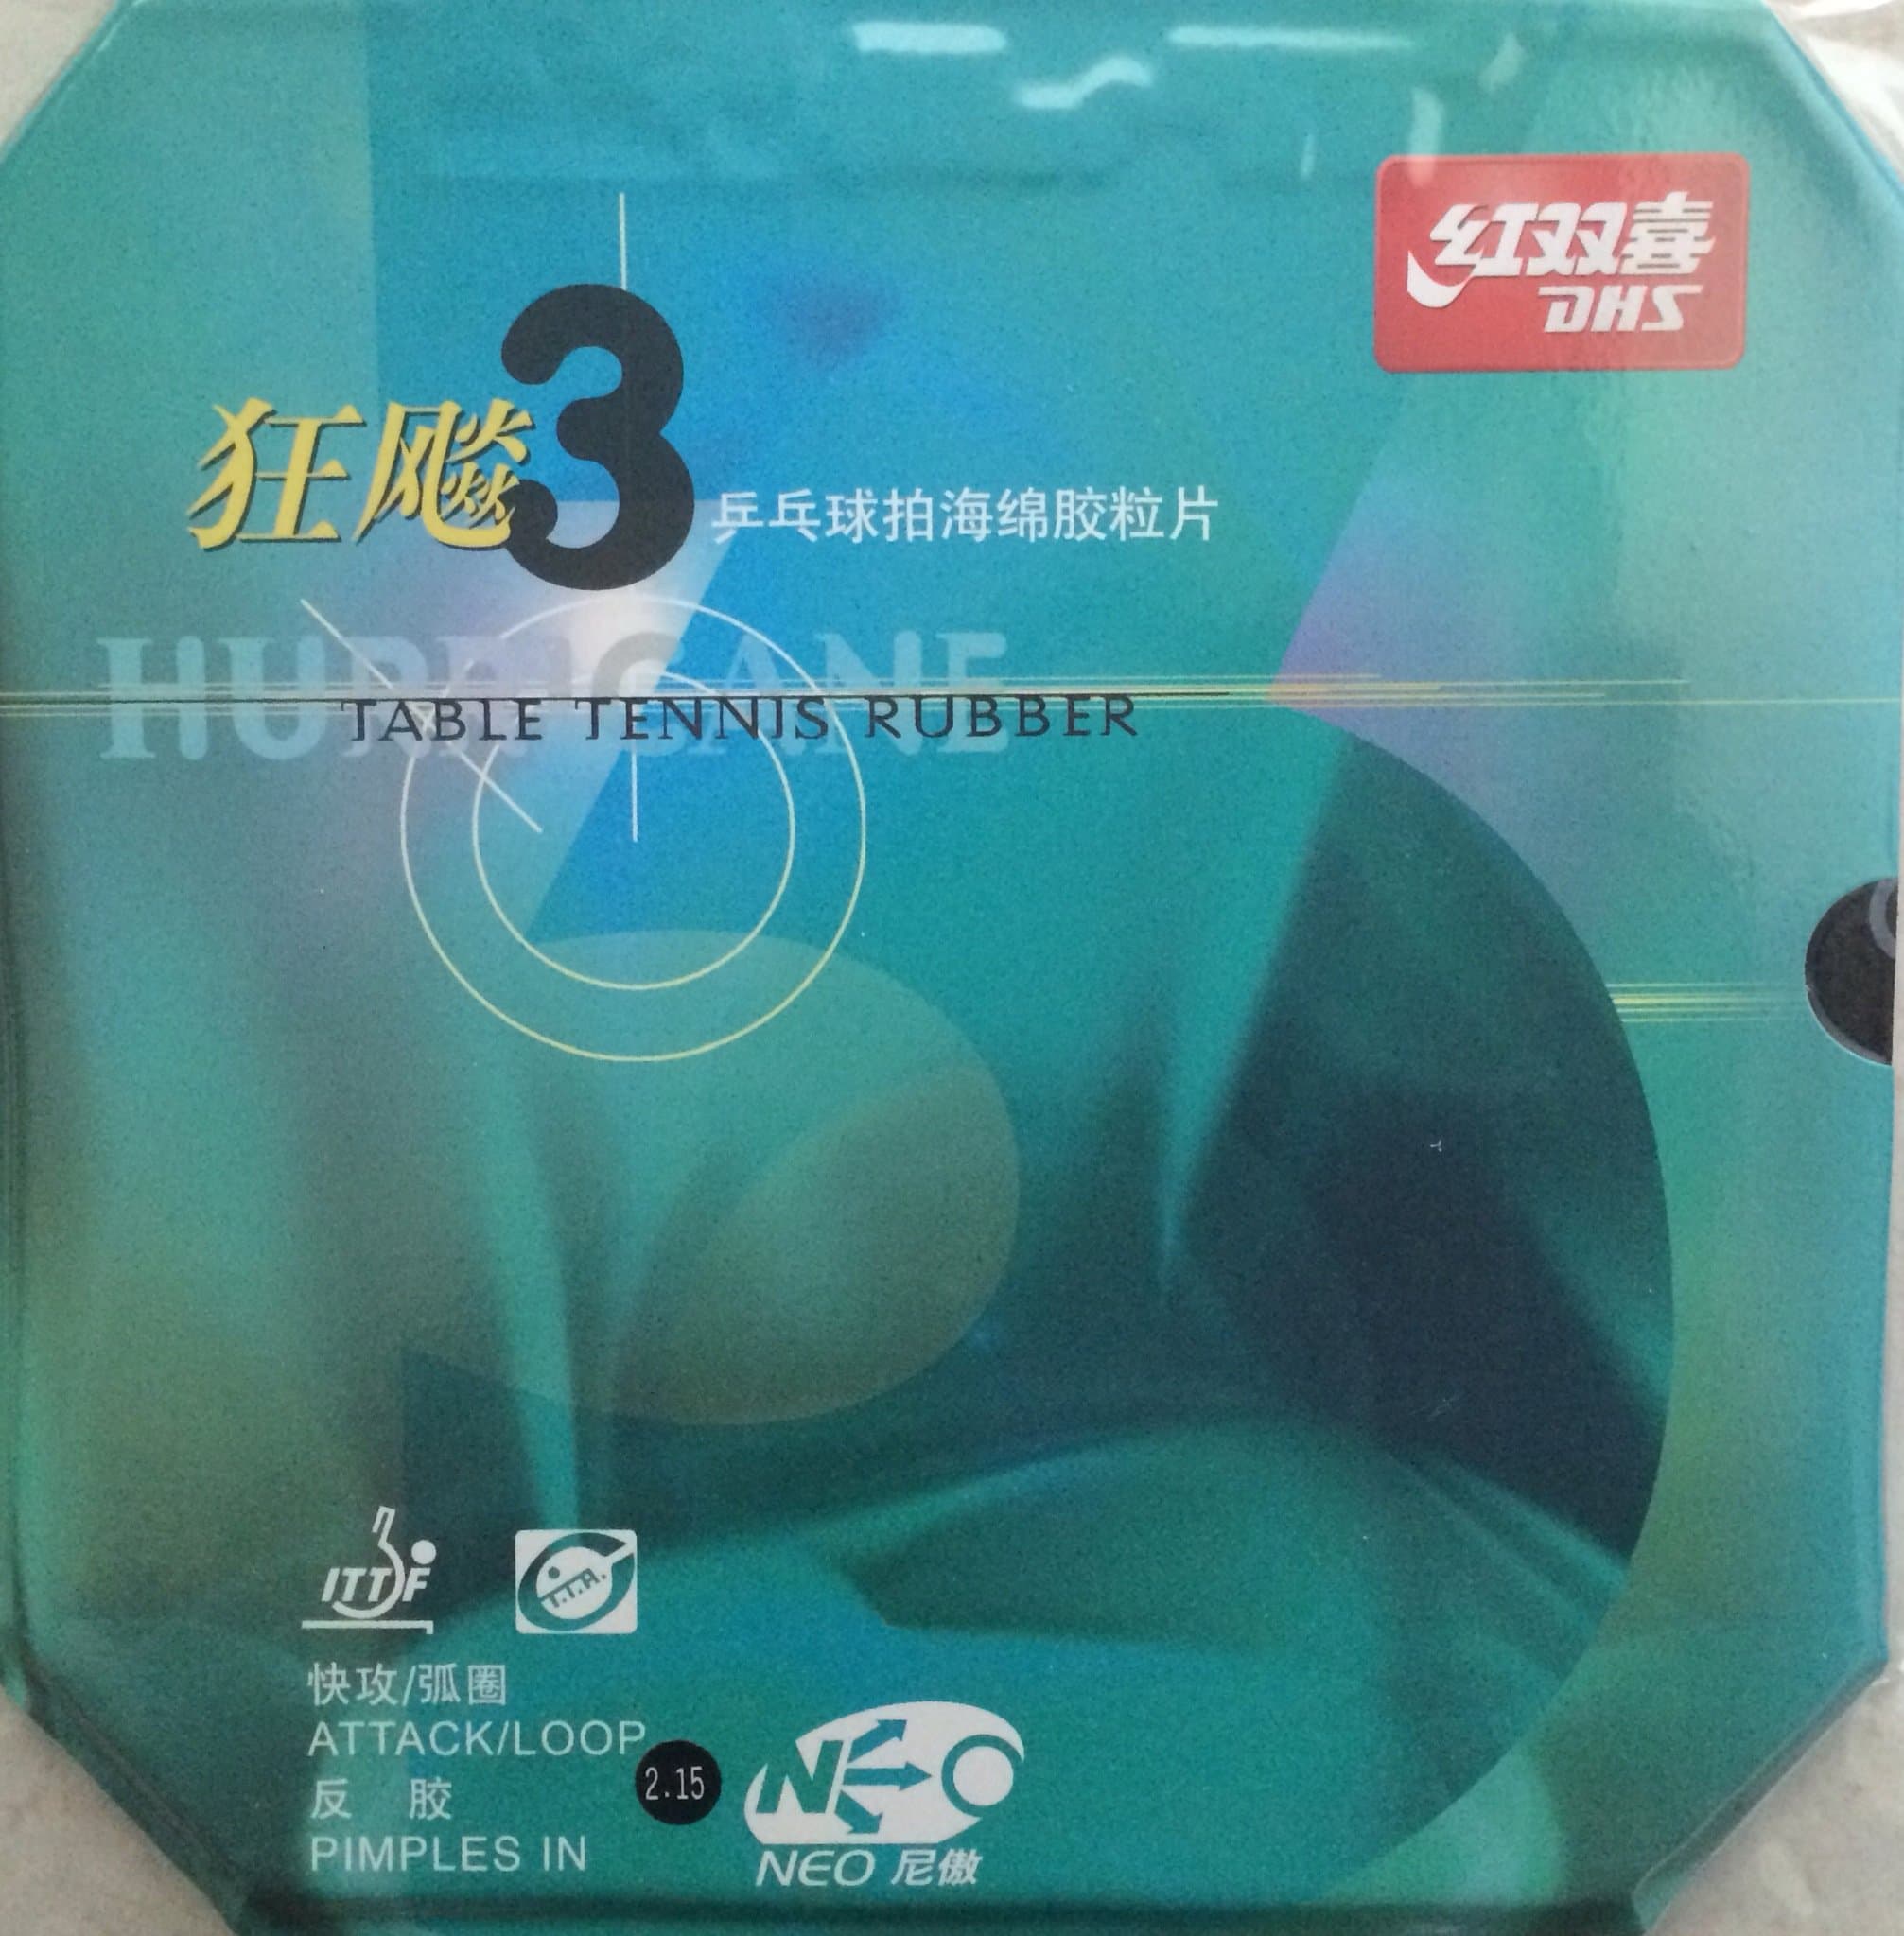 红双喜
DHS
狂飚3
乒乓球拍海绵胶粒片
HURRICANE
TABLE TENNIS RUBBER
ITTF
T.T.A.
快攻/弧圈
ATTACK/LOOP
反 胶
PIMPLES IN
2.15
NEO
NEO 尼傲